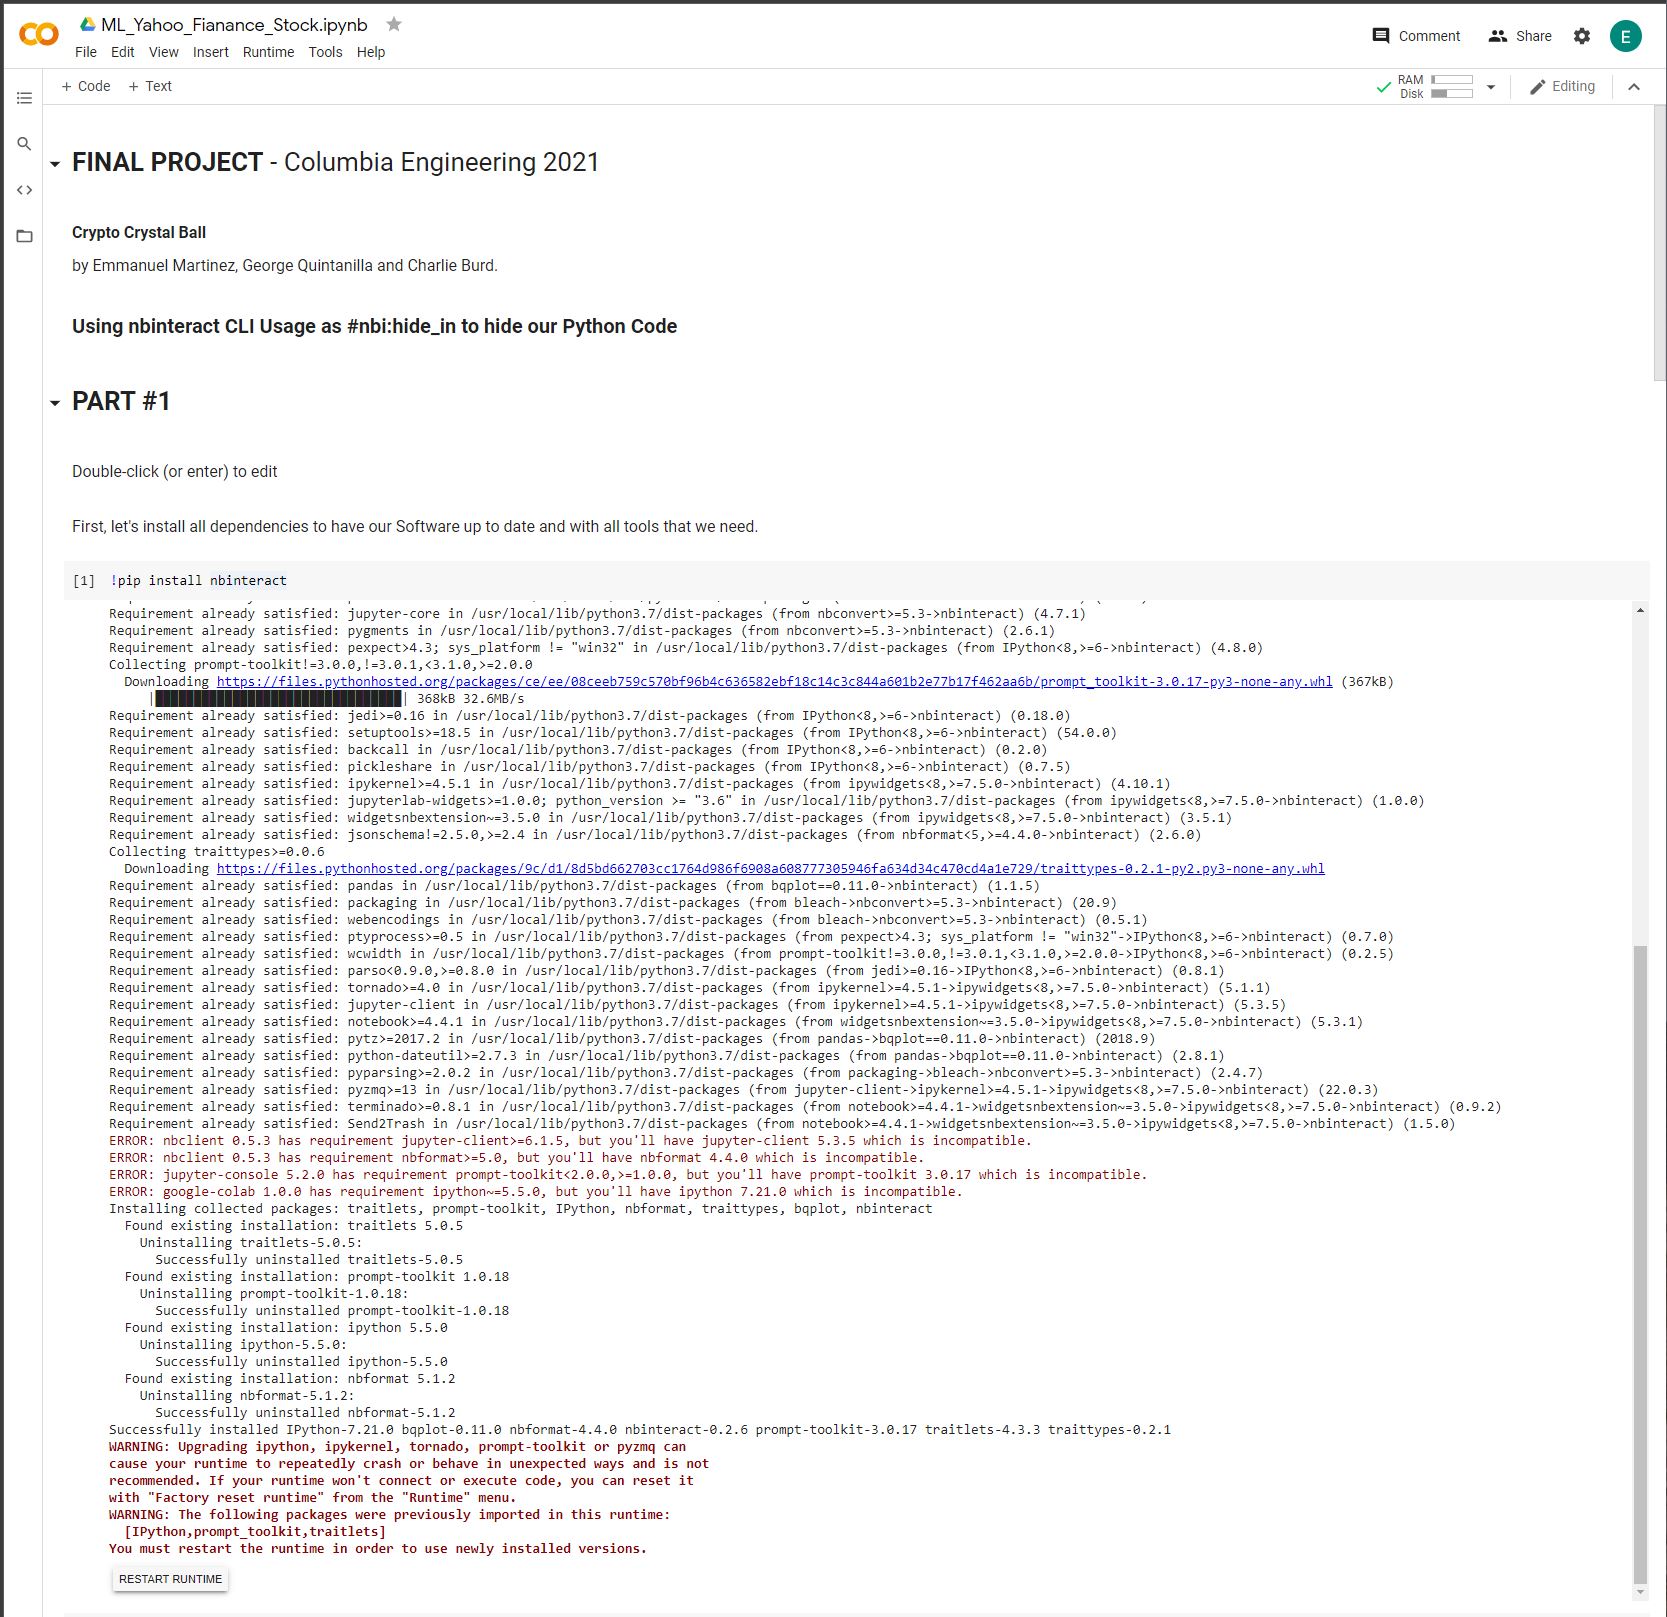 ML_Yahoo_Fianance_Stock.ipynb
File Edit View Insert Runtime Tools Help
Comment Share E
+ Code + Text
RAM
Disk
Editing
FINAL PROJECT - Columbia Engineering 2021
Crypto Crystal Ball
by Emmanuel Martinez, George Quintanilla and Charlie Burd.
Using nbinteract CLI Usage as #nbi:hide_in to hide our Python Code
PART #1
Double-click (or enter) to edit
First, let's install all dependencies to have our Software up to date and with all tools that we need.
[1] !pip install nbinteract
Requirement already satisfied: jupyter-core in /usr/local/lib/python3.7/dist-packages (from nbconvert>=5.3->nbinteract) (4.7.1)
Requirement already satisfied: pygments in /usr/local/lib/python3.7/dist-packages (from nbconvert>=5.3->nbinteract) (2.6.1)
Requirement already satisfied: pexpect>4.3; sys_platform != "win32" in /usr/local/lib/python3.7/dist-packages (from IPython<8,>=6->nbinteract) (4.8.0)
Collecting prompt-toolkit!=3.0.0,!=3.0.1,<3.1.0,>=2.0.0
Downloading https://files.pythonhosted.org/packages/ce/ee/08ceeb759c570bf96b4c636582ebf18c14c3c844a601b2e77b17f462aa6b/prompt_toolkit-3.0.17-py3-none-any.whl (367kB)
368kB 32.6MB/s
Requirement already satisfied: jedi>=0.16 in /usr/local/lib/python3.7/dist-packages (from IPython<8,>=6->nbinteract) (0.18.0)
Requirement already satisfied: setuptools>=18.5 in /usr/local/lib/python3.7/dist-packages (from IPython<8,>=6->nbinteract) (54.0.0)
Requirement already satisfied: backcall in /usr/local/lib/python3.7/dist-packages (from IPython<8,>=6->nbinteract) (0.2.0)
Requirement already satisfied: pickleshare in /usr/local/lib/python3.7/dist-packages (from IPython<8,>=6->nbinteract) (0.7.5)
Requirement already satisfied: ipykernel>=4.5.1 in /usr/local/lib/python3.7/dist-packages (from ipywidgets<8,>=7.5.0->nbinteract) (4.10.1)
Requirement already satisfied: jupyterlab-widgets>=1.0.0; python_version >= "3.6" in /usr/local/lib/python3.7/dist-packages (from ipywidgets<8,>=7.5.0->nbinteract) (1.0.0)
Requirement already satisfied: widgetsnbextension~=3.5.0 in /usr/local/lib/python3.7/dist-packages (from ipywidgets<8,>=7.5.0->nbinteract) (3.5.1)
Requirement already satisfied: jsonschema!=2.5.0,>=2.4 in /usr/local/lib/python3.7/dist-packages (from nbformat<5,>=4.4.0->nbinteract) (2.6.0)
Collecting traittypes>=0.0.6
Downloading https://files.pythonhosted.org/packages/9c/d1/8d5bd662703cc1764d986f6908a608777305946fa634d34c470cd4a1e729/traittypes-0.2.1-py2.py3-none-any.whl
Requirement already satisfied: pandas in /usr/local/lib/python3.7/dist-packages (from bqplot==0.11.0->nbinteract) (1.1.5)
Requirement already satisfied: packaging in /usr/local/lib/python3.7/dist-packages (from bleach->nbconvert>=5.3->nbinteract) (20.9)
Requirement already satisfied: webencodings in /usr/local/lib/python3.7/dist-packages (from bleach->nbconvert>=5.3->nbinteract) (0.5.1)
Requirement already satisfied: ptyprocess>=0.5 in /usr/local/lib/python3.7/dist-packages (from pexpect>4.3; sys_platform != "win32"->IPython<8,>=6->nbinteract) (0.7.0)
Requirement already satisfied: wcwidth in /usr/local/lib/python3.7/dist-packages (from prompt-toolkit!=3.0.0,!=3.0.1,<3.1.0,>=2.0.0->IPython<8,>=6->nbinteract) (0.2.5)
Requirement already satisfied: parso<0.9.0,>=0.8.0 in /usr/local/lib/python3.7/dist-packages (from jedi>=0.16->IPython<8,>=6->nbinteract) (0.8.1)
Requirement already satisfied: tornado>=4.0 in /usr/local/lib/python3.7/dist-packages (from ipykernel>=4.5.1->ipywidgets<8,>=7.5.0->nbinteract) (5.1.1)
Requirement already satisfied: jupyter-client in /usr/local/lib/python3.7/dist-packages (from ipykernel>=4.5.1->ipywidgets<8,>=7.5.0->nbinteract) (5.3.5)
Requirement already satisfied: notebook>=4.4.1 in /usr/local/lib/python3.7/dist-packages (from widgetsnbextension~=3.5.0->ipywidgets<8,>=7.5.0->nbinteract) (5.3.1)
Requirement already satisfied: pytz>=2017.2 in /usr/local/lib/python3.7/dist-packages (from pandas->bqplot==0.11.0->nbinteract) (2018.9)
Requirement already satisfied: python-dateutil>=2.7.3 in /usr/local/lib/python3.7/dist-packages (from pandas->bqplot==0.11.0->nbinteract) (2.8.1)
Requirement already satisfied: pyparsing>=2.0.2 in /usr/local/lib/python3.7/dist-packages (from packaging->bleach->nbconvert>=5.3->nbinteract) (2.4.7)
Requirement already satisfied: pyzmq>=13 in /usr/local/lib/python3.7/dist-packages (from jupyter-client->ipykernel>=4.5.1->ipywidgets<8,>=7.5.0->nbinteract) (22.0.3)
Requirement already satisfied: terminado>=0.8.1 in /usr/local/lib/python3.7/dist-packages (from notebook>=4.4.1->widgetsnbextension~=3.5.0->ipywidgets<8,>=7.5.0->nbinteract) (0.9.2)
Requirement already satisfied: Send2Trash in /usr/local/lib/python3.7/dist-packages (from notebook>=4.4.1->widgetsnbextension~=3.5.0->ipywidgets<8,>=7.5.0->nbinteract) (1.5.0)
ERROR: nbclient 0.5.3 has requirement jupyter-client>=6.1.5, but you'll have jupyter-client 5.3.5 which is incompatible.
ERROR: nbclient 0.5.3 has requirement nbformat>=5.0, but you'll have nbformat 4.4.0 which is incompatible.
ERROR: jupyter-console 5.2.0 has requirement prompt-toolkit<2.0.0,>=1.0.0, but you'll have prompt-toolkit 3.0.17 which is incompatible.
ERROR: google-colab 1.0.0 has requirement ipython~=5.5.0, but you'll have ipython 7.21.0 which is incompatible.
Installing collected packages: traitlets, prompt-toolkit, IPython, nbformat, traittypes, bqplot, nbinteract
Found existing installation: traitlets 5.0.5
Uninstalling traitlets-5.0.5:
Successfully uninstalled traitlets-5.0.5
Found existing installation: prompt-toolkit 1.0.18
Uninstalling prompt-toolkit-1.0.18:
Successfully uninstalled prompt-toolkit-1.0.18
Found existing installation: ipython 5.5.0
Uninstalling ipython-5.5.0:
Successfully uninstalled ipython-5.5.0
Found existing installation: nbformat 5.1.2
Uninstalling nbformat-5.1.2:
Successfully uninstalled nbformat-5.1.2
Successfully installed IPython-7.21.0 bqplot-0.11.0 nbformat-4.4.0 nbinteract-0.2.6 prompt-toolkit-3.0.17 traitlets-4.3.3 traittypes-0.2.1
WARNING: Upgrading ipython, ipykernel, tornado, prompt-toolkit or pyzmq can
cause your runtime to repeatedly crash or behave in unexpected ways and is not
recommended. If your runtime won't connect or execute code, you can reset it
with "Factory reset runtime" from the "Runtime" menu.
WARNING: The following packages were previously imported in this runtime:
[IPython,prompt_toolkit,traitlets]
You must restart the runtime in order to use newly installed versions.
RESTART RUNTIME